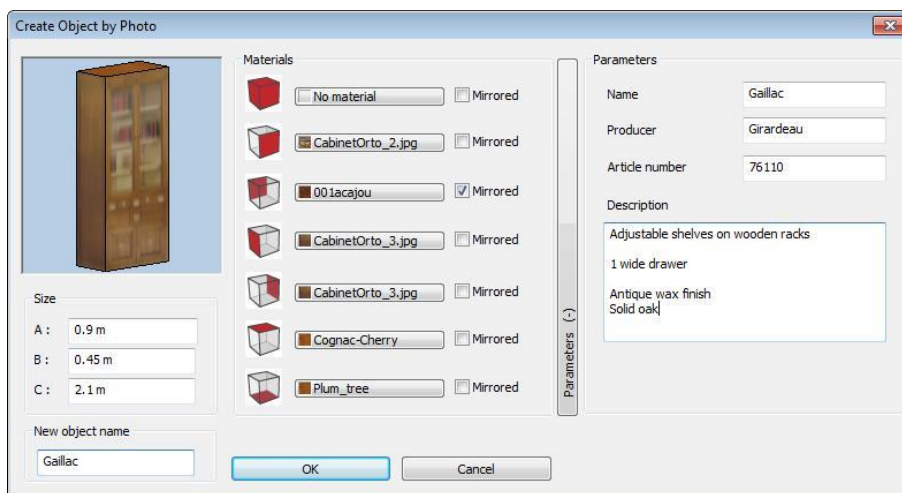 Create Object by Photo
Materials
No material
Mirrored
CabinetOrto_2.jpg
Mirrored
001acajou
Mirrored
CabinetOrto_3.jpg
Mirrored
CabinetOrto_3.jpg
Mirrored
Cognac-Cherry
Mirrored
Plum_tree
Mirrored
Size
A : 0.9 m
B : 0.45 m
C : 2.1 m
New object name
Gaillac
OK
Cancel
Parameters (-)
Parameters
Name Gaillac
Producer Girardeau
Article number 76110
Description
Adjustable shelves on wooden racks
1 wide drawer
Antique wax finish
Solid oak